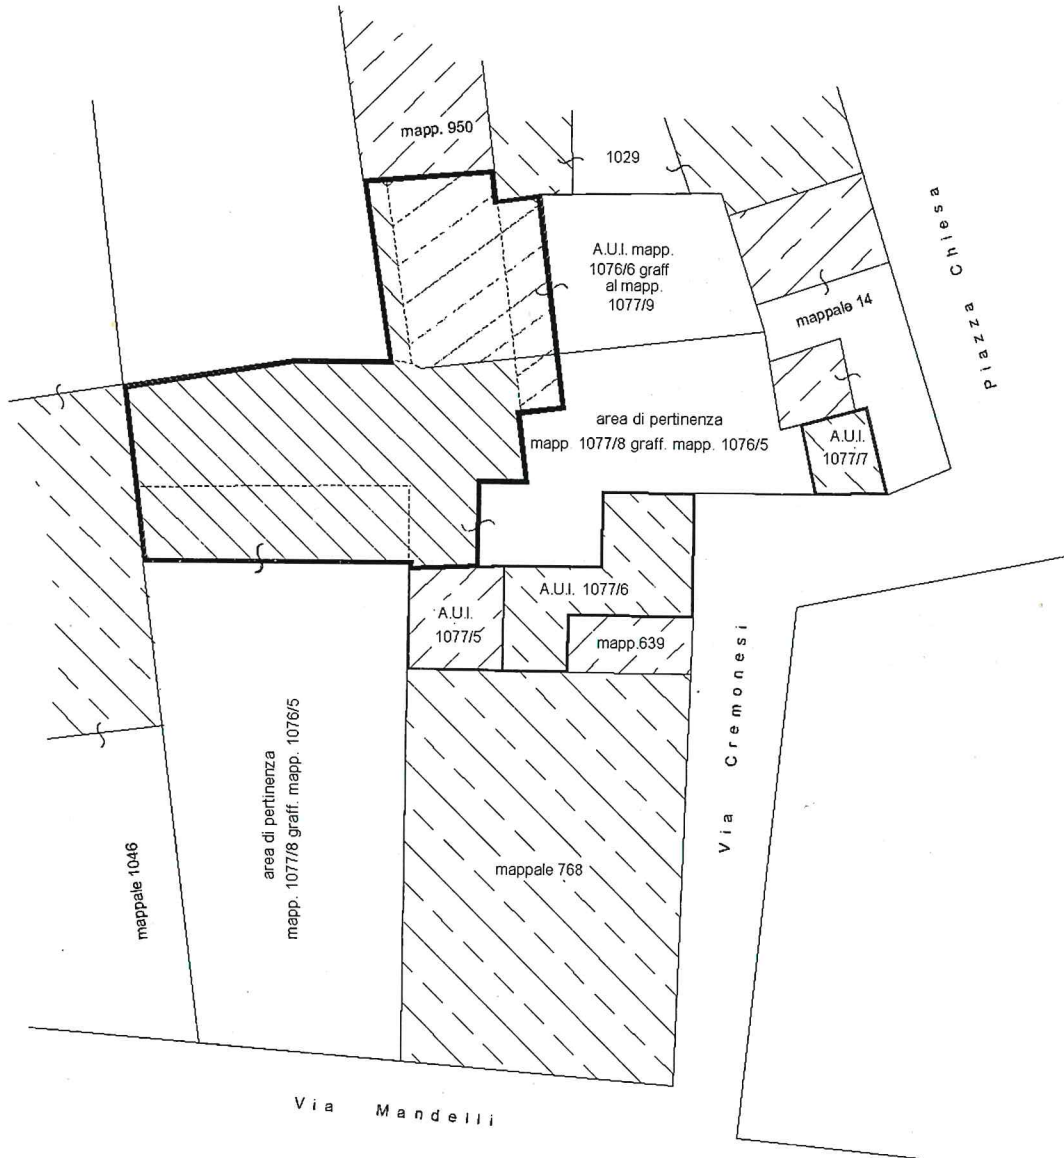 mapp. 950
1029
A.U.I. mapp.
1076/6 graff
al mapp.
1077/9
Piazza Chiesa
mappale 14
area di pertinenza
mapp. 1077/8 graff. mapp. 1076/5
A.U.I.
1077/7
A.U.I. 1077/6
A.U.I.
1077/5
mapp.639
Via Cremonesi
area di pertinenza
mapp. 1077/8 graff. mapp. 1076/5
mappale 768
mappale 1046
Via Mandelli